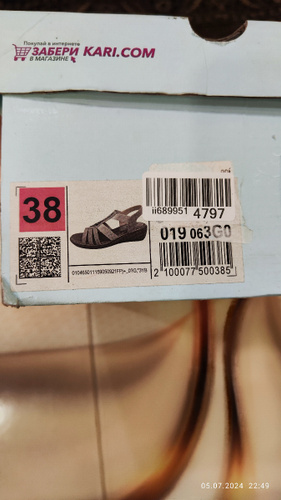 Покупай в интернете
ЗАБЕРИ KARI.COM
В МАГАЗИНЕ
38
ii689951 4797
019 063G0
2 100077 500385
05.07.2024 22:49